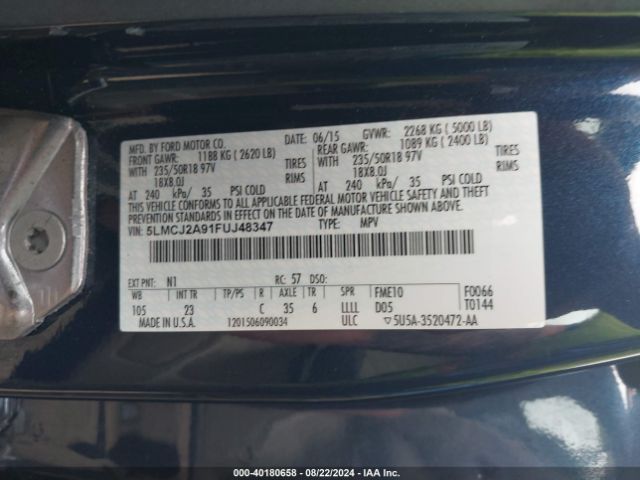 MFD. BY FORD MOTOR CO. DATE: 06/15 GVWR: 2268 KG ( 5000 LB)
FRONT GAWR: 1188 KG ( 2620 LB) REAR GAWR: 1089 KG ( 2400 LB)
WITH 235/50R18 97V TIRES WITH 235/50R18 97V TIRES
18X8.0J RIMS 18X8.0J RIMS
AT 240 kPa/ 35 PSI COLD AT 240 kPa/ 35 PSI COLD
THIS VEHICLE CONFORMS TO ALL APPLICABLE FEDERAL MOTOR VEHICLE SAFETY AND THEFT
PREVENTION STANDARDS IN EFFECT ON THE DATE OF MANUFACTURE SHOWN ABOVE.
VIN: 5LMCJ2A91FUJ48347 TYPE: MPV
EXT PNT: N1 RC: 57 DSO:
WB INT TR TP/PS R AXLE TR SPR FME10 F0066
105 23 C 35 6 LLLL D05 T0144
MADE IN U.S.A. 1201506090034 ULC ▽5U5A-3520472-AA
000-40180658 - 08/22/2024 - IAA Inc.